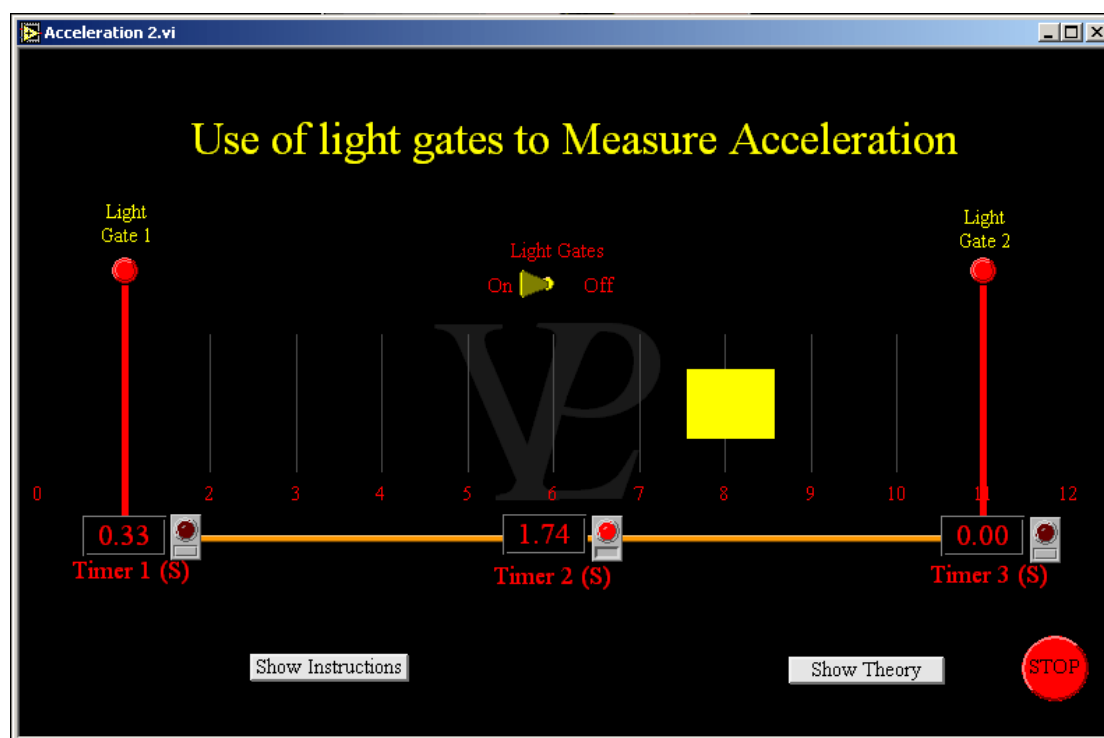 Acceleration 2.vi
Use of light gates to Measure Acceleration
Light
Gate 1
Light
Gate 2
Light Gates
On Off
VPL
0 2 3 4 5 6 7 8 9 10 11 12
0.33 1.74 0.00
Timer 1 (S) Timer 2 (S) Timer 3 (S)
Show Instructions Show Theory STOP